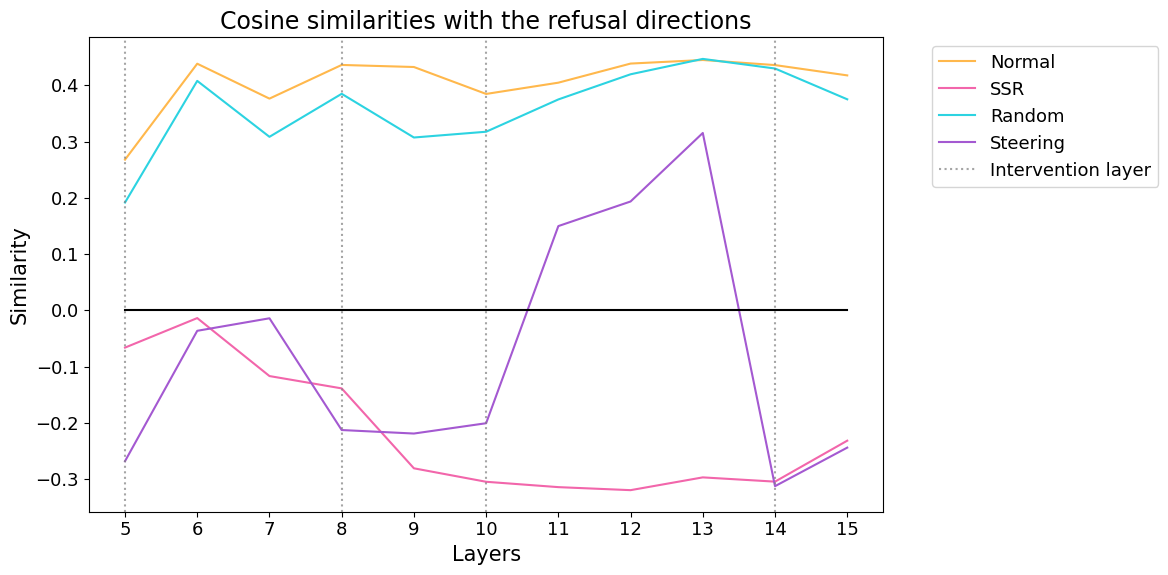 Cosine similarities with the refusal directions
Similarity
0.4
0.3
0.2
0.1
0.0
−0.1
−0.2
−0.3
5 6 7 8 9 10 11 12 13 14 15
Layers
Normal
SSR
Random
Steering
Intervention layer